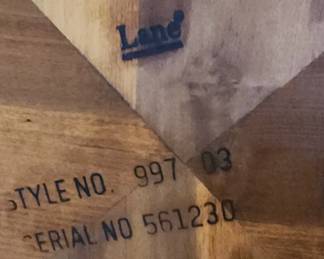 Lane
STYLE NO. 997 03
SERIAL NO 561230